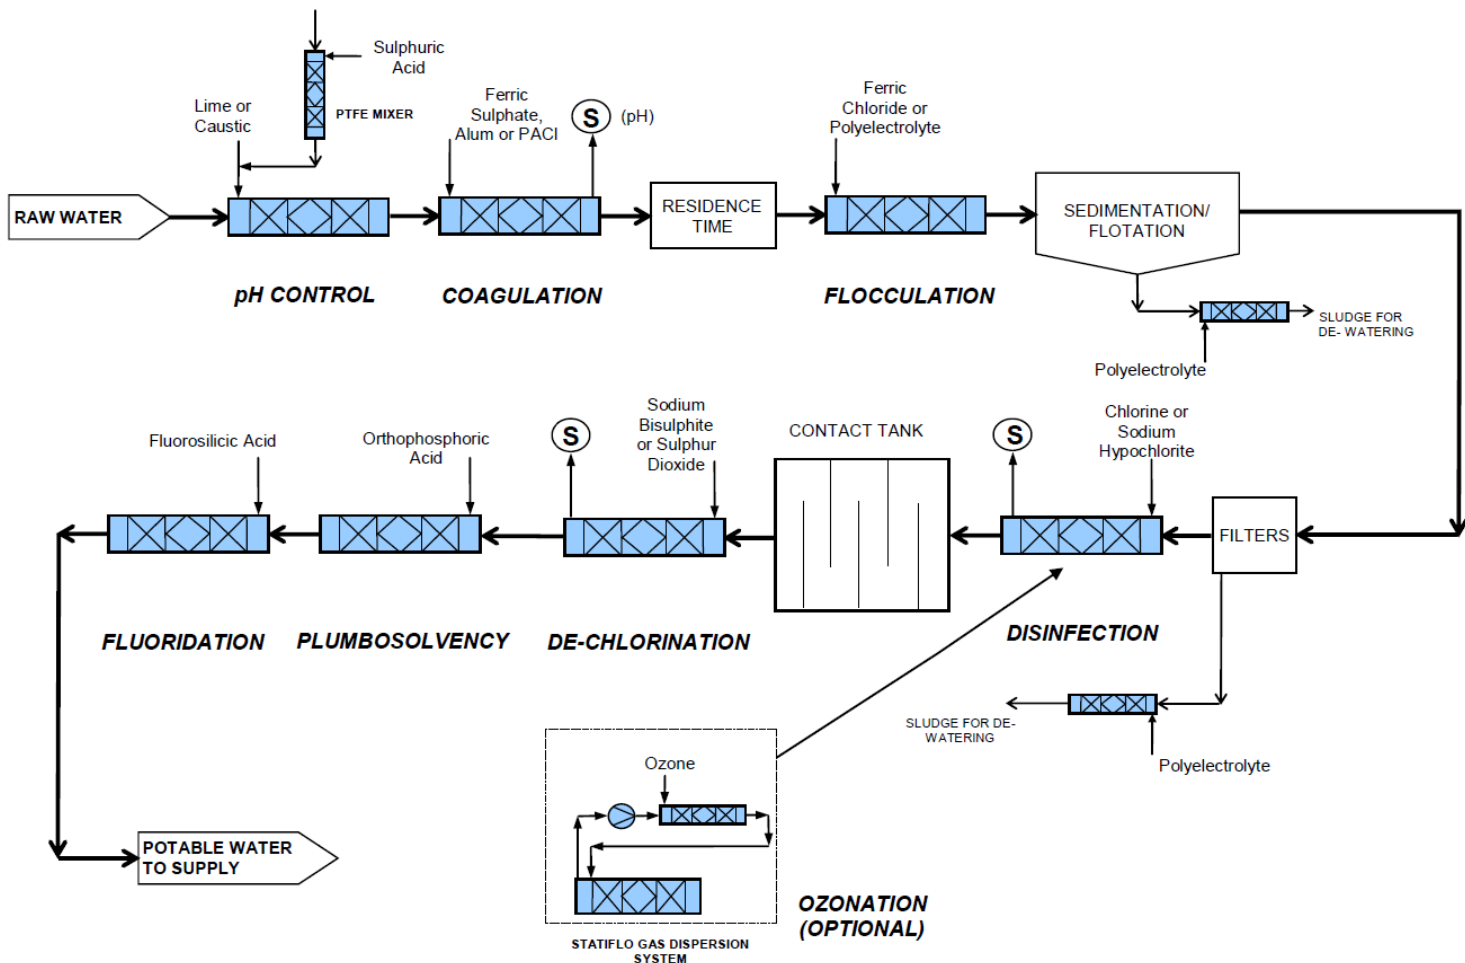 Sulphuric
Acid
PTFE MIXER
Lime or
Caustic
Ferric
Sulphate,
Alum or PACl
S
(pH)
Ferric
Chloride or
Polyelectrolyte
RAW WATER
RESIDENCE
TIME
SEDIMENTATION/
FLOTATION
pH CONTROL
COAGULATION
FLOCCULATION
SLUDGE FOR
DE- WATERING
Polyelectrolyte
Fluorosilicic Acid
Orthophosphoric
Acid
S
Sodium
Bisulphite
or Sulphur
Dioxide
CONTACT TANK
S
Chlorine or
Sodium
Hypochlorite
FILTERS
FLUORIDATION
PLUMBOSOLVENCY
DE-CHLORINATION
DISINFECTION
SLUDGE FOR DE-
WATERING
Polyelectrolyte
Ozone
POTABLE WATER
TO SUPPLY
OZONATION
(OPTIONAL)
STATIFLO GAS DISPERSION
SYSTEM